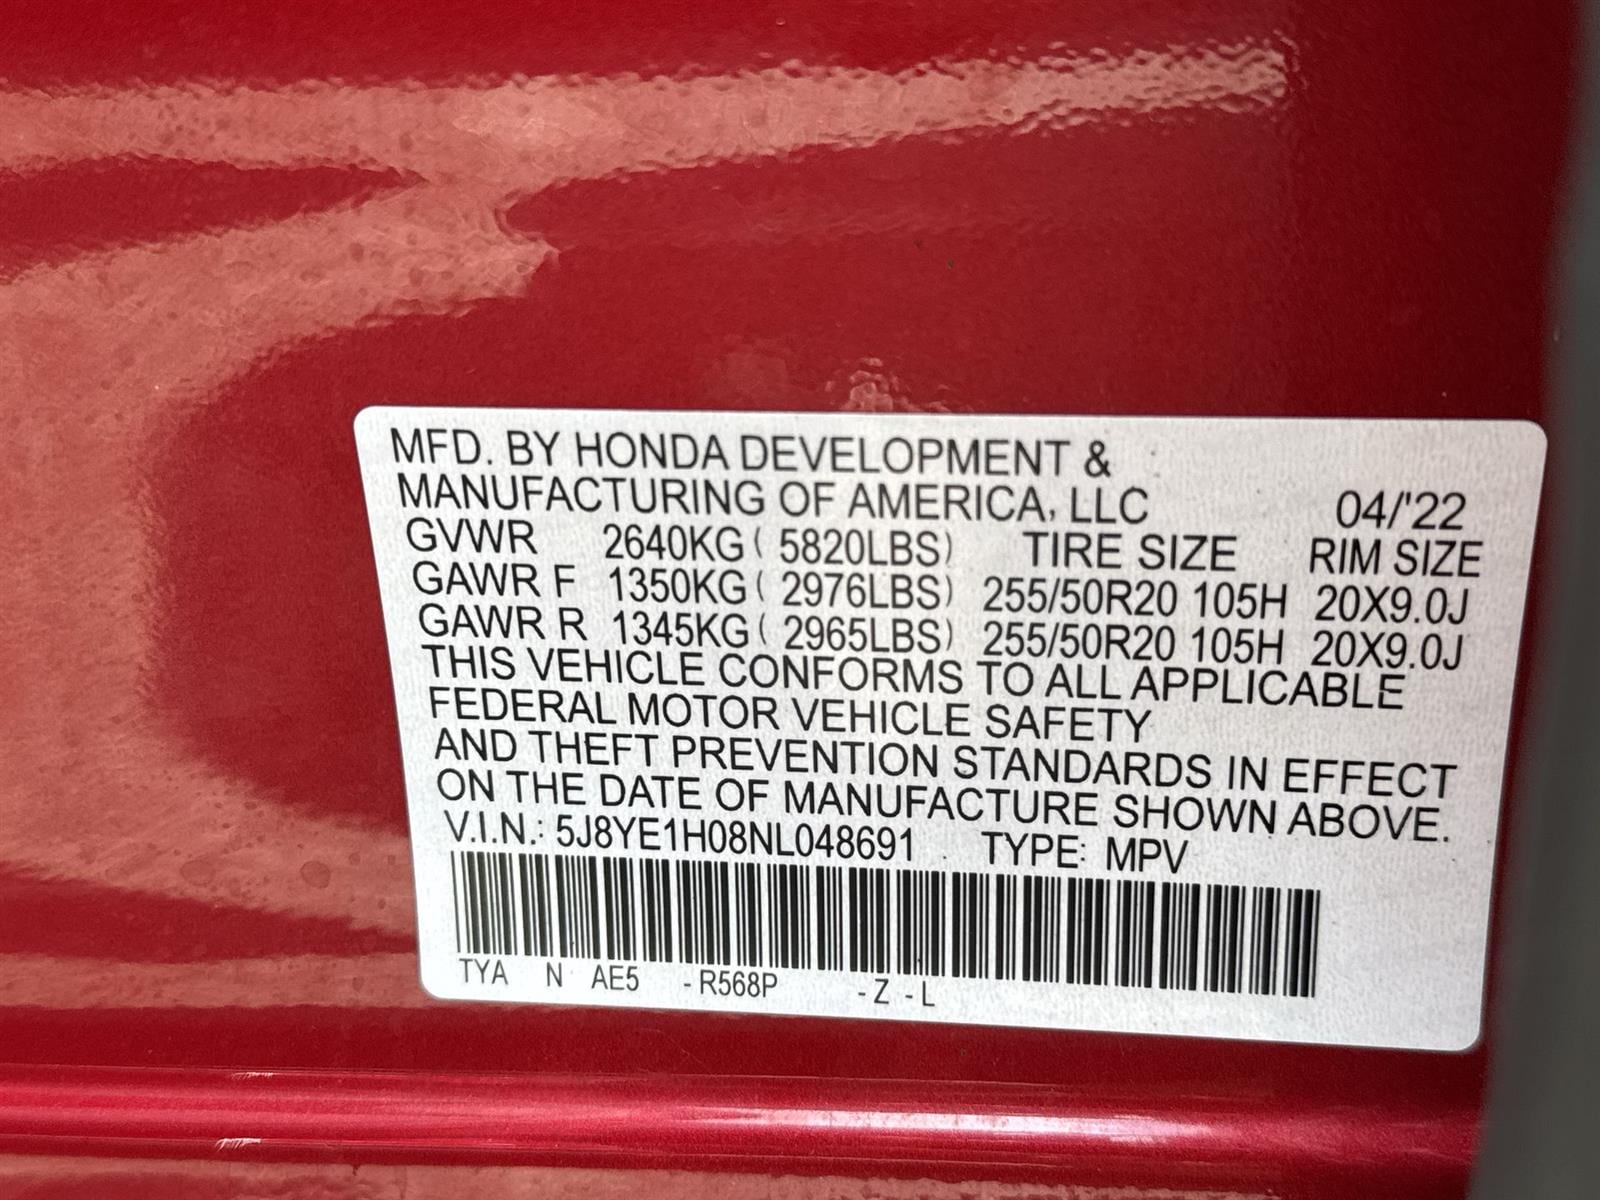 MFD. BY HONDA DEVELOPMENT &
MANUFACTURING OF AMERICA, LLC 04/'22
GVWR 2640KG ( 5820LBS) TIRE SIZE RIM SIZE
GAWR F 1350KG ( 2976LBS) 255/50R20 105H 20X9.0J
GAWR R 1345KG ( 2965LBS) 255/50R20 105H 20X9.0J
THIS VEHICLE CONFORMS TO ALL APPLICABLE
FEDERAL MOTOR VEHICLE SAFETY
AND THEFT PREVENTION STANDARDS IN EFFECT
ON THE DATE OF MANUFACTURE SHOWN ABOVE.
V.I.N.: 5J8YE1H08NL048691 TYPE: MPV
TYA N AE5 -R568P -Z -L